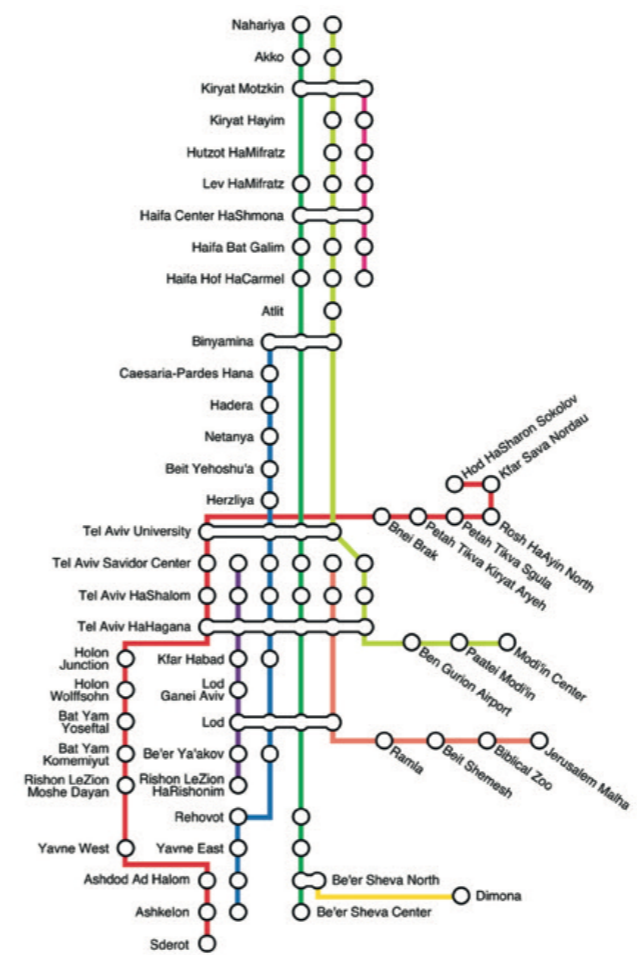 Nahariya
Akko
Kiryat Motzkin
Kiryat Hayim
Hutzot HaMifratz
Lev HaMifratz
Haifa Center HaShmona
Haifa Bat Galim
Haifa Hof HaCarmel
Atlit
Binyamina
Caesaria-Pardes Hana
Hadera
Netanya
Beit Yehoshu'a
Herzliya
Hod HaSharon Sokolov
Kfar Sava Nordau
Tel Aviv University
Bnei Brak
Petah Tikva Kiryat Aryeh
Petah Tikva Sgula
Rosh HaAyin North
Tel Aviv Savidor Center
Tel Aviv HaShalom
Tel Aviv HaHagana
Ben Gurion Airport
Paatei Modi'in
Modi'in Center
Holon
Junction
Kfar Habad
Holon
Wolffsohn
Lod
Ganei Aviv
Bat Yam
Yoseftal
Lod
Bat Yam
Komemiyut
Be'er Ya'akov
Ramla
Beit Shemesh
Biblical Zoo
Jerusalem Malha
Rishon LeZion
Moshe Dayan
Rishon LeZion
HaRishonim
Rehovot
Yavne West
Yavne East
Ashdod Ad Halom
Be'er Sheva North
Dimona
Ashkelon
Be'er Sheva Center
Sderot